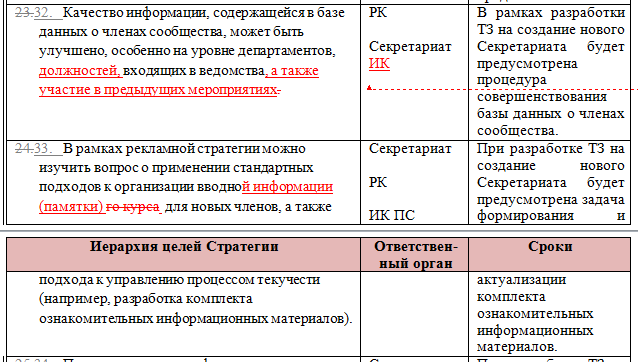 23.32. Качество информации, содержащейся в базе
данных о членах сообщества, может быть
улучшено, особенно на уровне департаментов,
должностей, входящих в ведомства, а также
участие в предыдущих мероприятиях.
РК
Секретариат
ИК
В рамках разработки
ТЗ на создание нового
Секретариата будет
предусмотрена
процедура
совершенствования
базы данных о членах
сообщества.
24.33. В рамках рекламной стратегии можно
изучить вопрос о применении стандартных
подходов к организации вводной информации
(памятки) го курса для новых членов, а также
Секретариат
РК
ИК ПС
При разработке ТЗ на
создание нового
Секретариата будет
предусмотрена задача
формирования и
Иерархия целей Стратегии
Ответствен-
ный орган
Сроки
подхода к управлению процессом текучести
(например, разработка комплекта
ознакомительных информационных материалов).
актуализации
комплекта
ознакомительных
информационных
материалов.